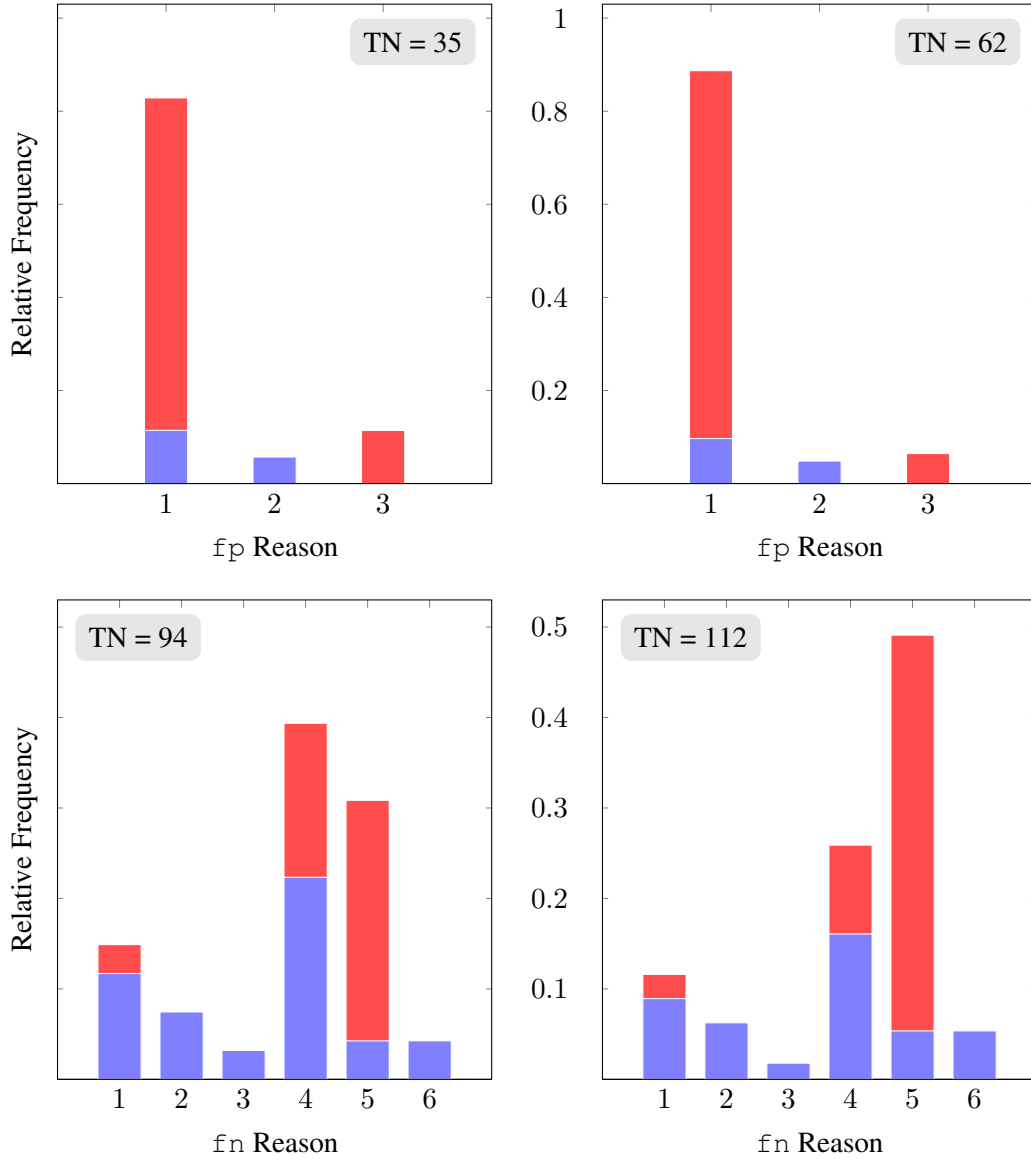 TN = 35
Relative Frequency
1 2 3
fp Reason
TN = 62
1
0.8
0.6
0.4
0.2
1 2 3
fp Reason
TN = 94
Relative Frequency
1 2 3 4 5 6
fn Reason
TN = 112
0.5
0.4
0.3
0.2
0.1
1 2 3 4 5 6
fn Reason